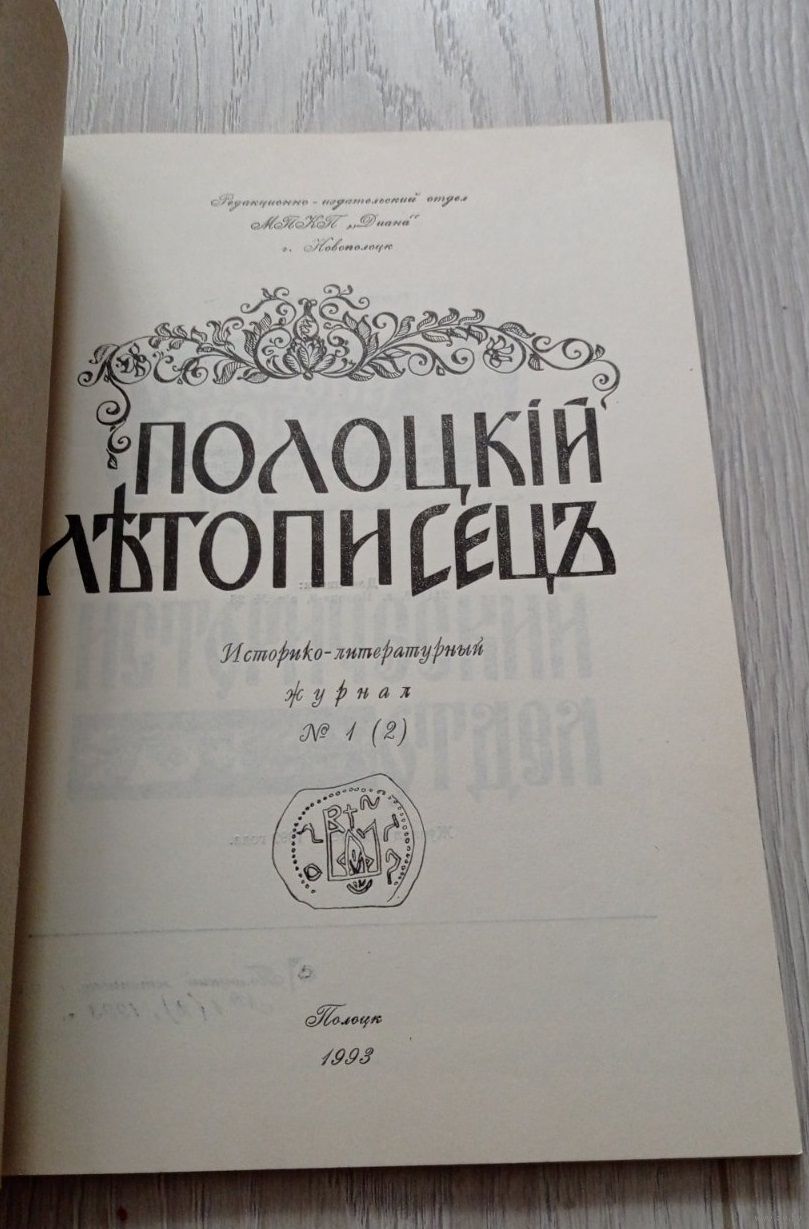 Редакционно-издательский отдел
МПКП „Диана“
г. Новополоцк
ПОЛОЦКІЙ
ЛѢТОПИСЕЦЪ
Историко-литературный
журнал
№ 1 (2)
Полоцк
1993